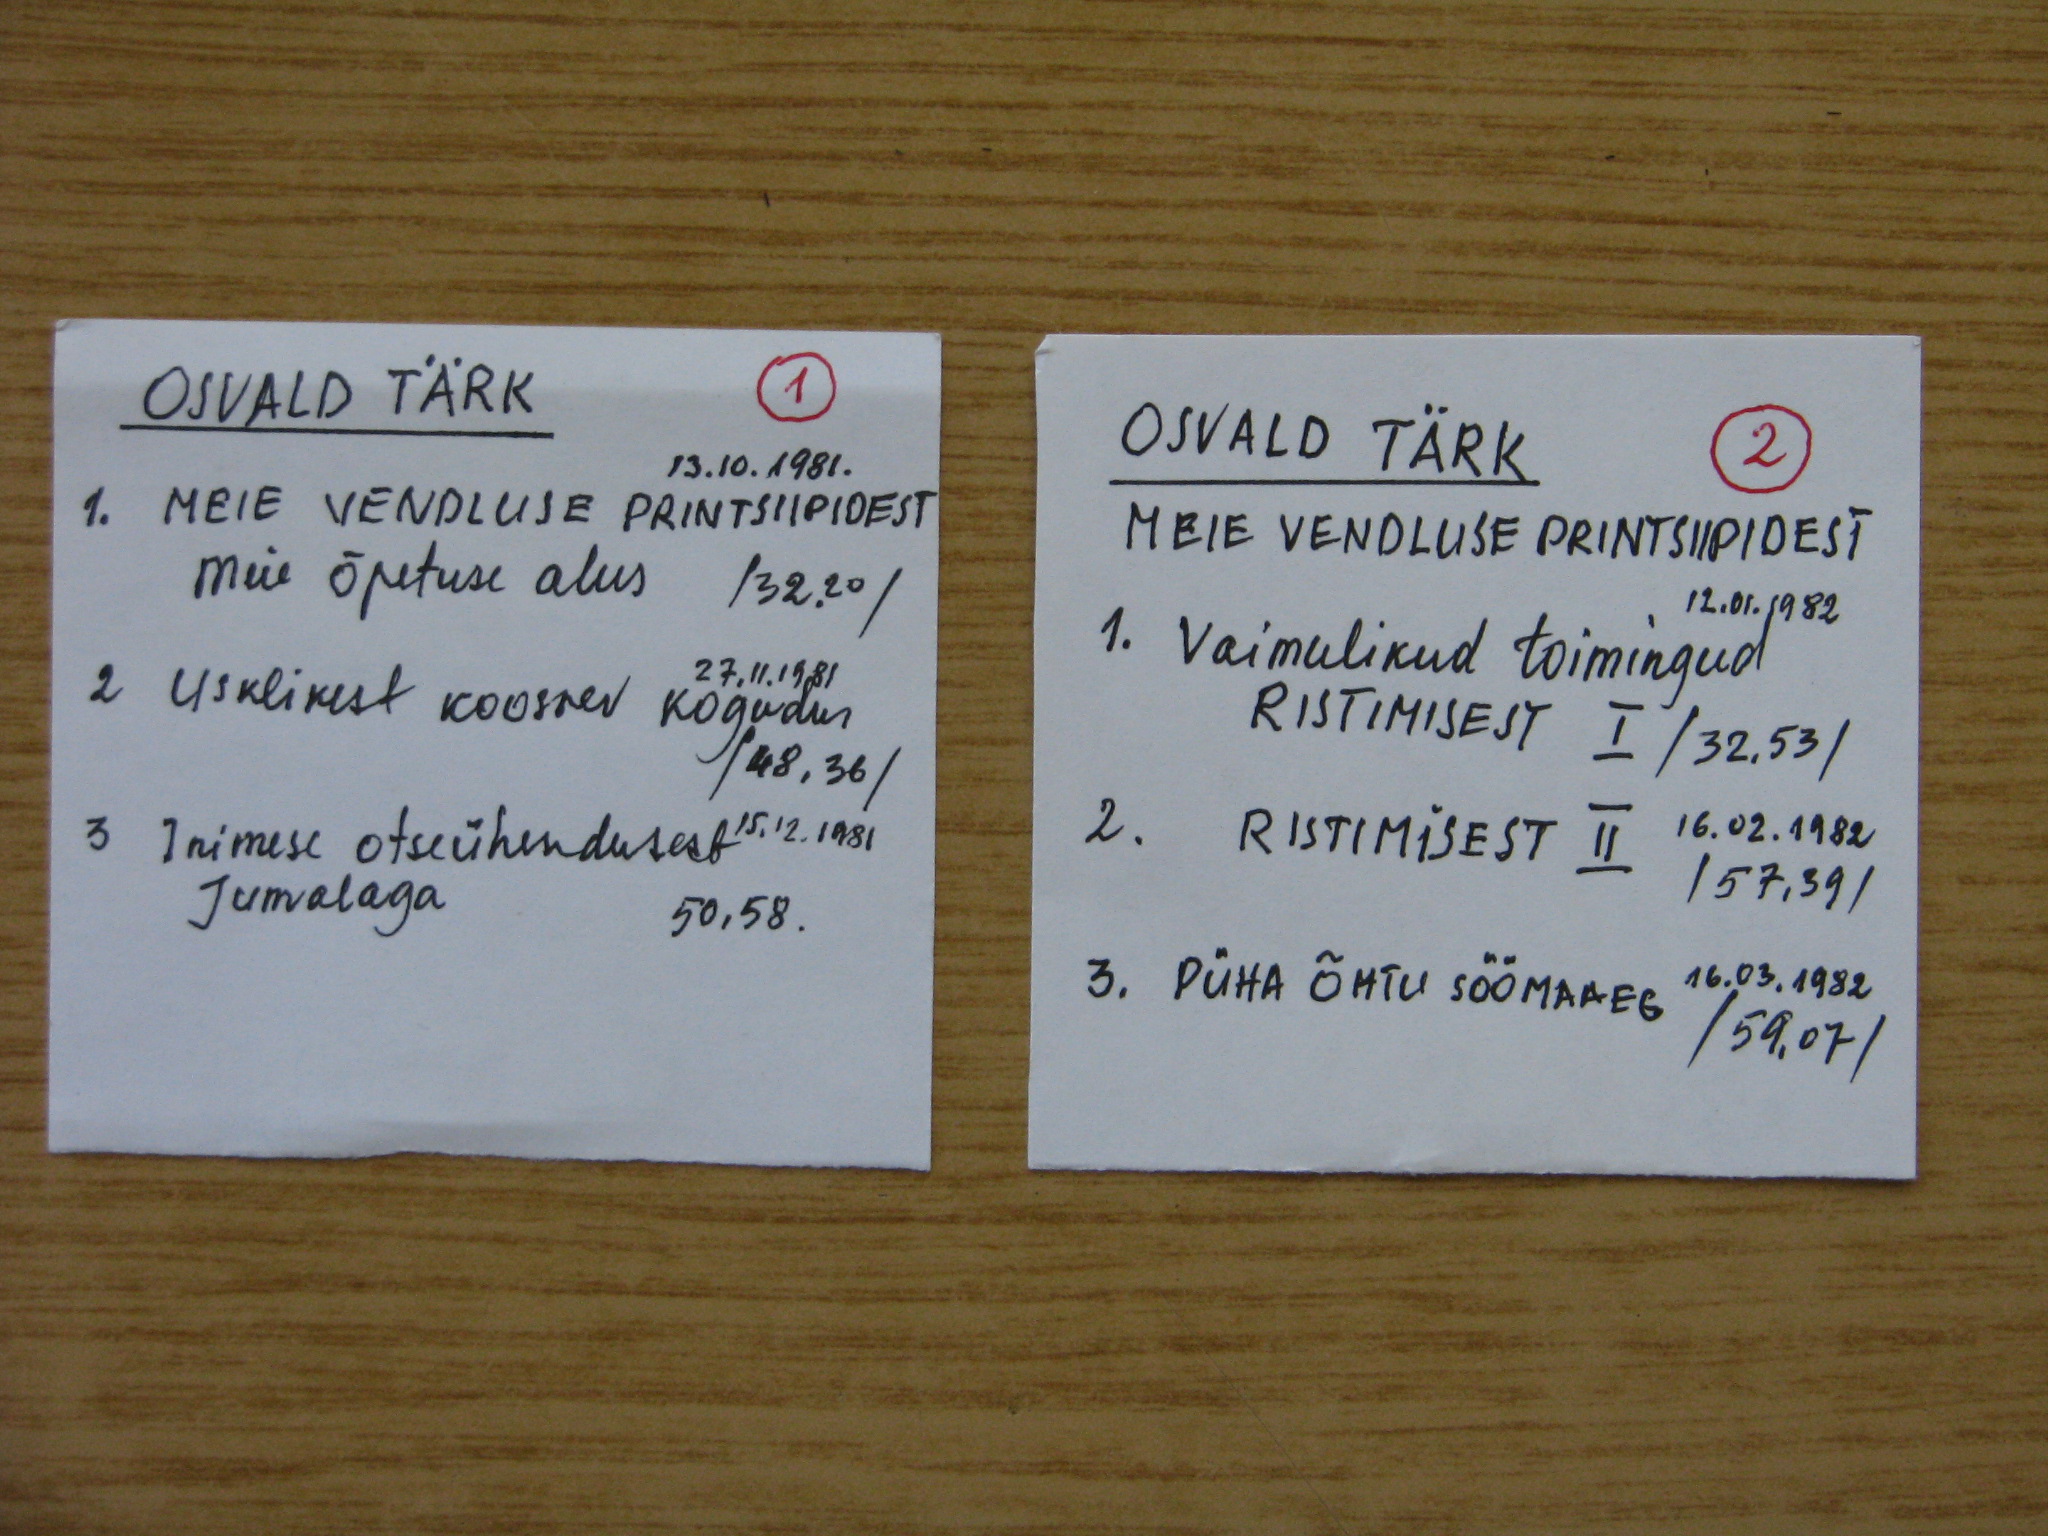 OSVALD TÄRK 1
13.10.1981.
1. MEIE VENDLUSE PRINTSIIPIDEST
Meie õpetuse alus /32.20/
27.11.1981
2 Usklikest koosnev kogudus
/48,36/
3 Inimese otseühendusest 15.12.1981
Jumalaga 50,58.
OSVALD TÄRK 2
MEIE VENDLUSE PRINTSIIPIDEST
12.01.1982
1. Vaimulikud toimingud
RISTIMISEST I /32.53/
2. RISTIMISEST II 16.02.1982
/57,39/
3. PÜHA ÕHTU SÖÖMAAEG 16.03.1982
/59,07/